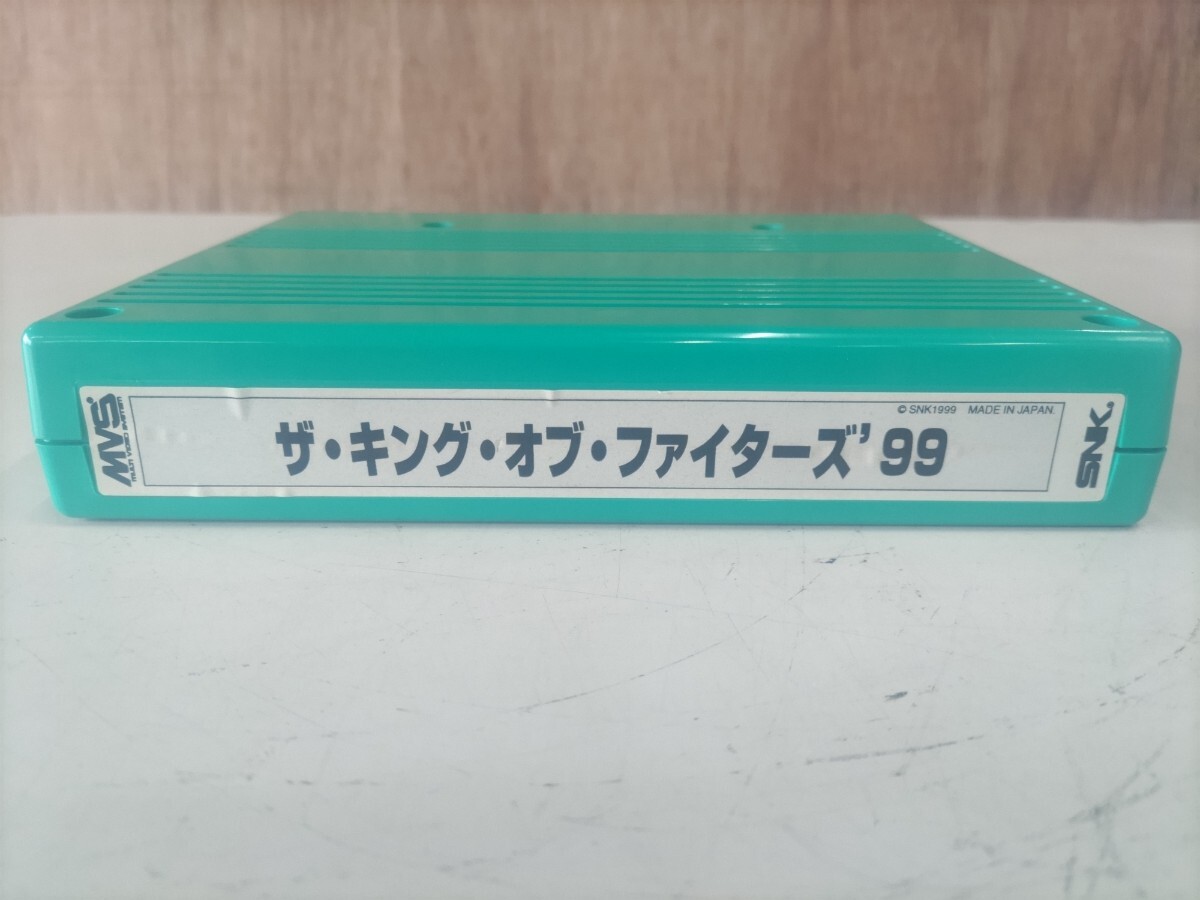 MVS
MULTI VIDEO SYSTEM
© SNK1999 MADE IN JAPAN.
ザ・キング・オブ・ファイターズ'99
SNK.